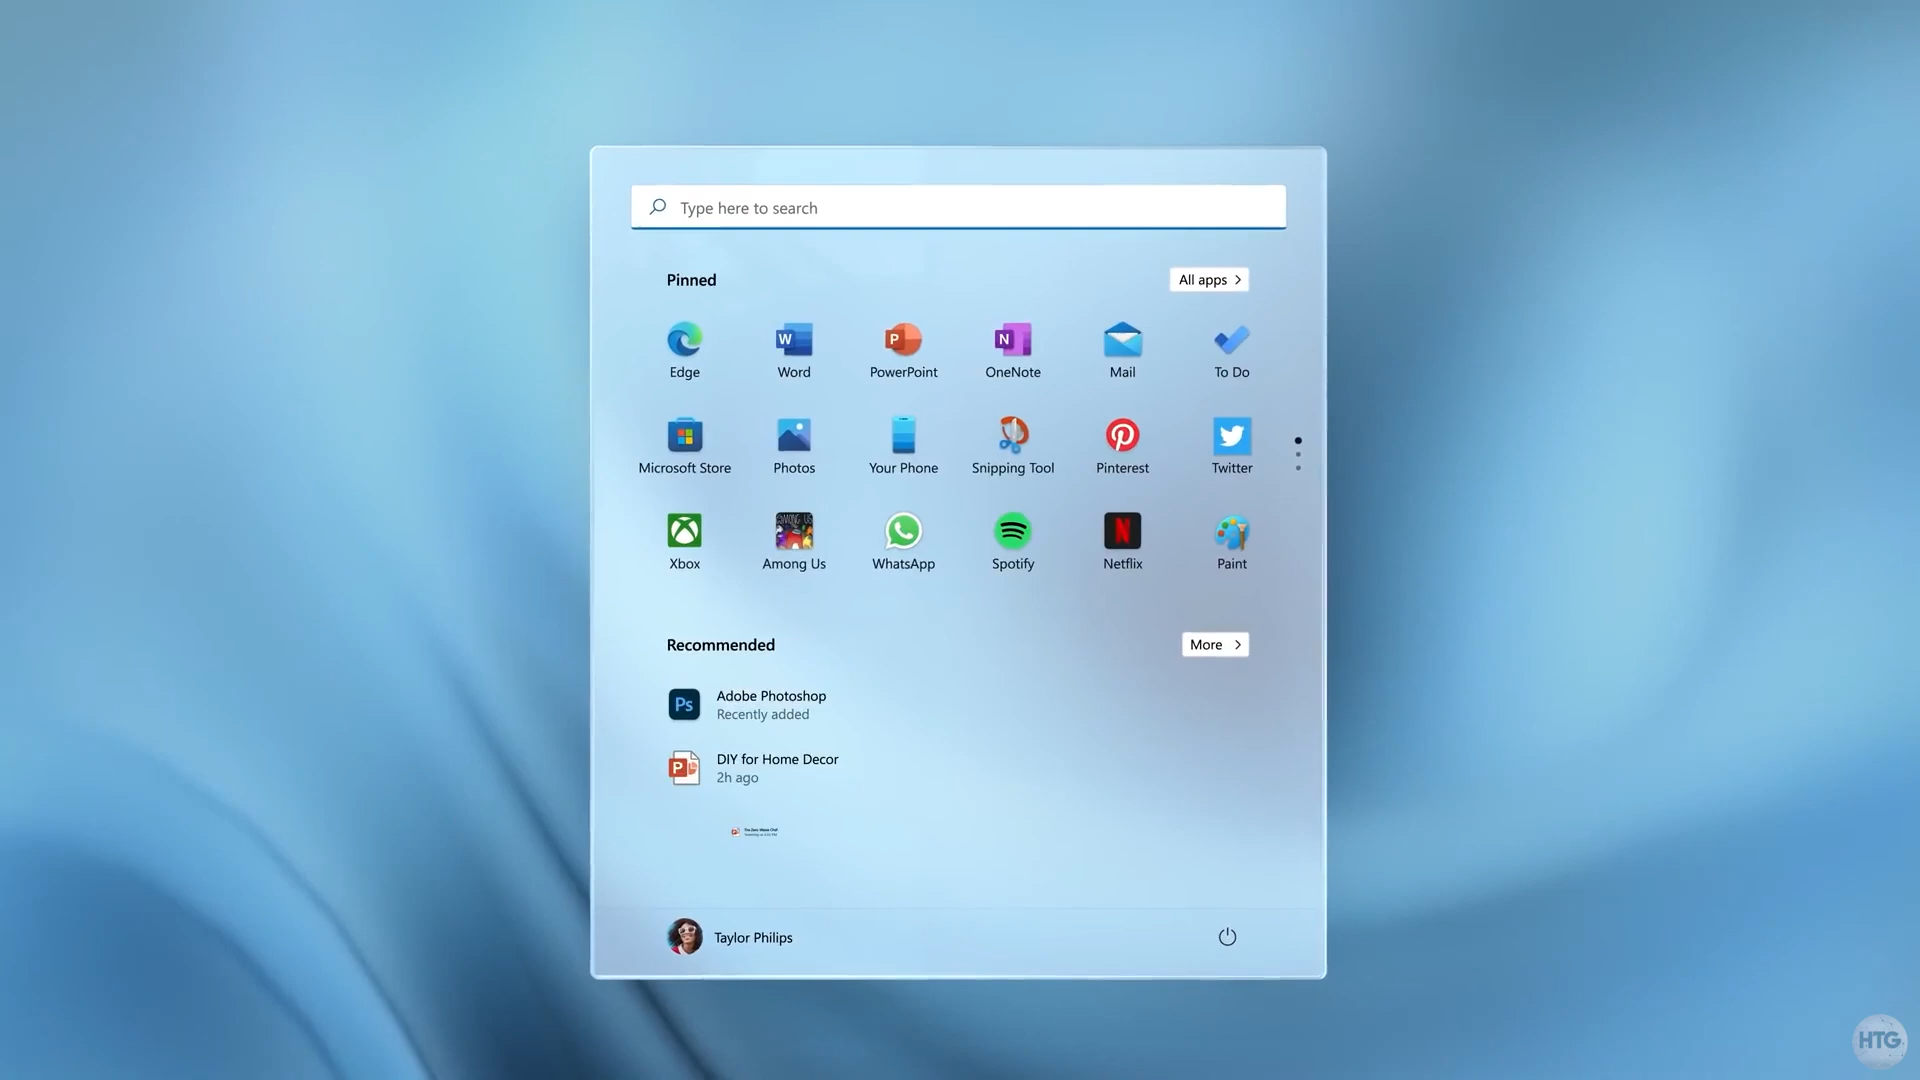 Type here to search
Pinned
All apps
Edge
Word
PowerPoint
OneNote
Mail
To Do
Microsoft Store
Photos
Your Phone
Snipping Tool
Pinterest
Twitter
Xbox
Among Us
WhatsApp
Spotify
Netflix
Paint
Recommended
More
Ps
Adobe Photoshop
Recently added
DIY for Home Decor
2h ago
Taylor Philips
HTG